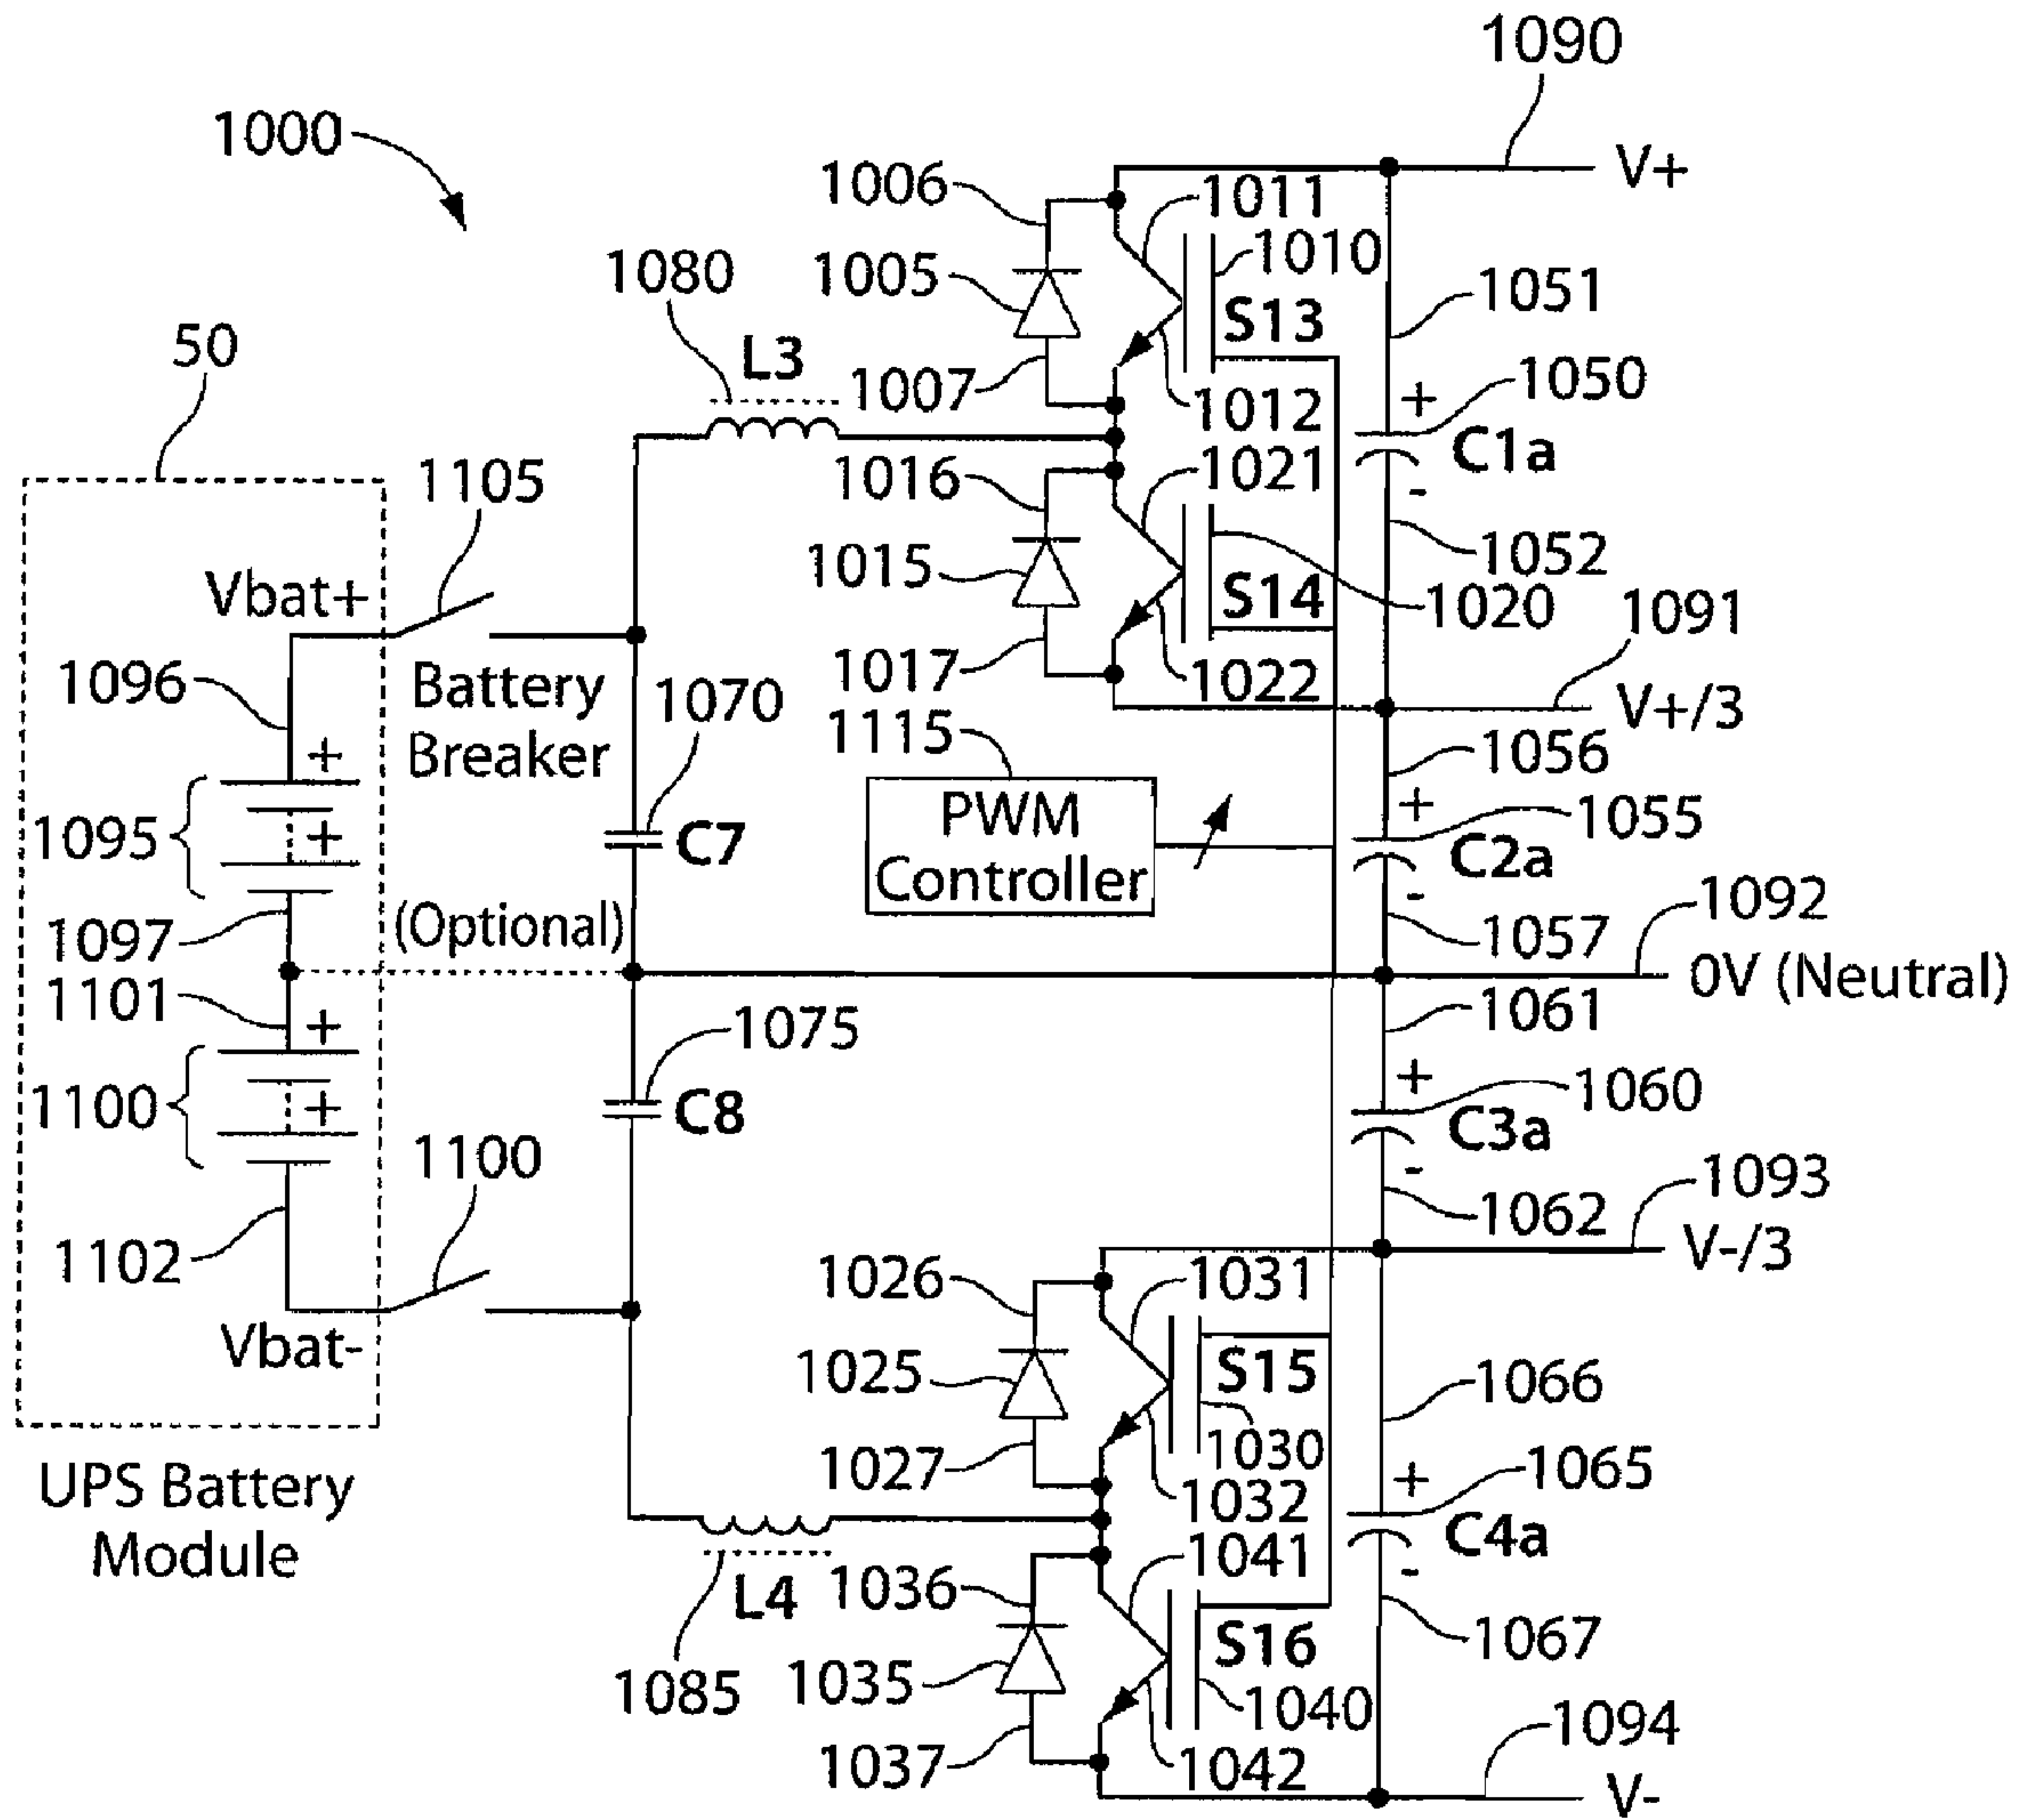 1090
1000
V+
1006
1011
1010
1080
1005
S13
1051
50
L3
1007
1012
1050
+
C1a
-
1105
1016
1021
1052
Vbat+
1015
S14
1020
1091
1096
Battery
Breaker
1070
1017
1022
V+/3
1115
1056
+
+
1095
C7
PWM
Controller
+
1055
C2a
-
1097
(Optional)
1057
1092
0V (Neutral)
1101
1061
+
1075
1100
+
C8
+
1060
C3a
-
1100
1062
1093
V-/3
1102
1026
1031
Vbat-
1025
S15
1066
1027
1030
1032
UPS Battery
Module
+
1065
C4a
-
L4
1036
1041
1085
1035
S16
1067
1040
1037
1042
1094
V-